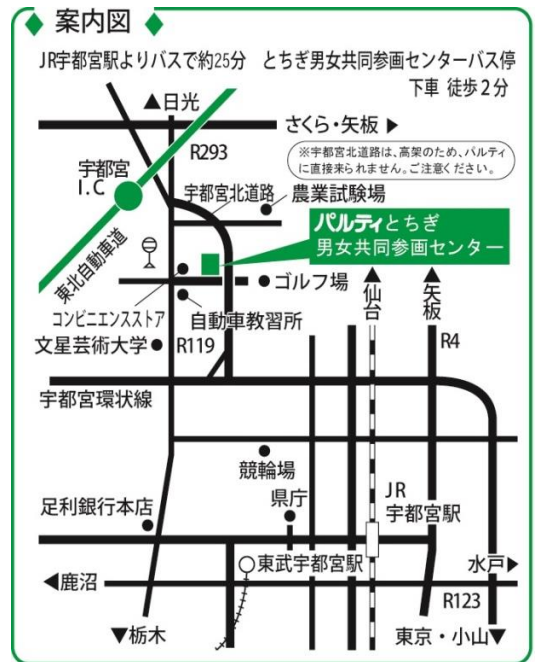 案内図
JR宇都宮駅よりバスで約25分　とちぎ男女共同参画センターバス停
下車 徒歩2分
▲日光
さくら・矢板 ▶
R293
※宇都宮北道路は、高架のため、パルティ
に直接来られません。ご注意ください。
宇都宮
I.C
宇都宮北道路
農業試験場
パルティとちぎ
男女共同参画センター
東北自動車道
ゴルフ場
▲仙台
▲矢板
コンビニエンスストア
自動車教習所
文星芸術大学
R119
R4
宇都宮環状線
競輪場
足利銀行本店
県庁
JR
宇都宮駅
東武宇都宮駅
水戸▶
◀鹿沼
R123
▼栃木
東京・小山▼